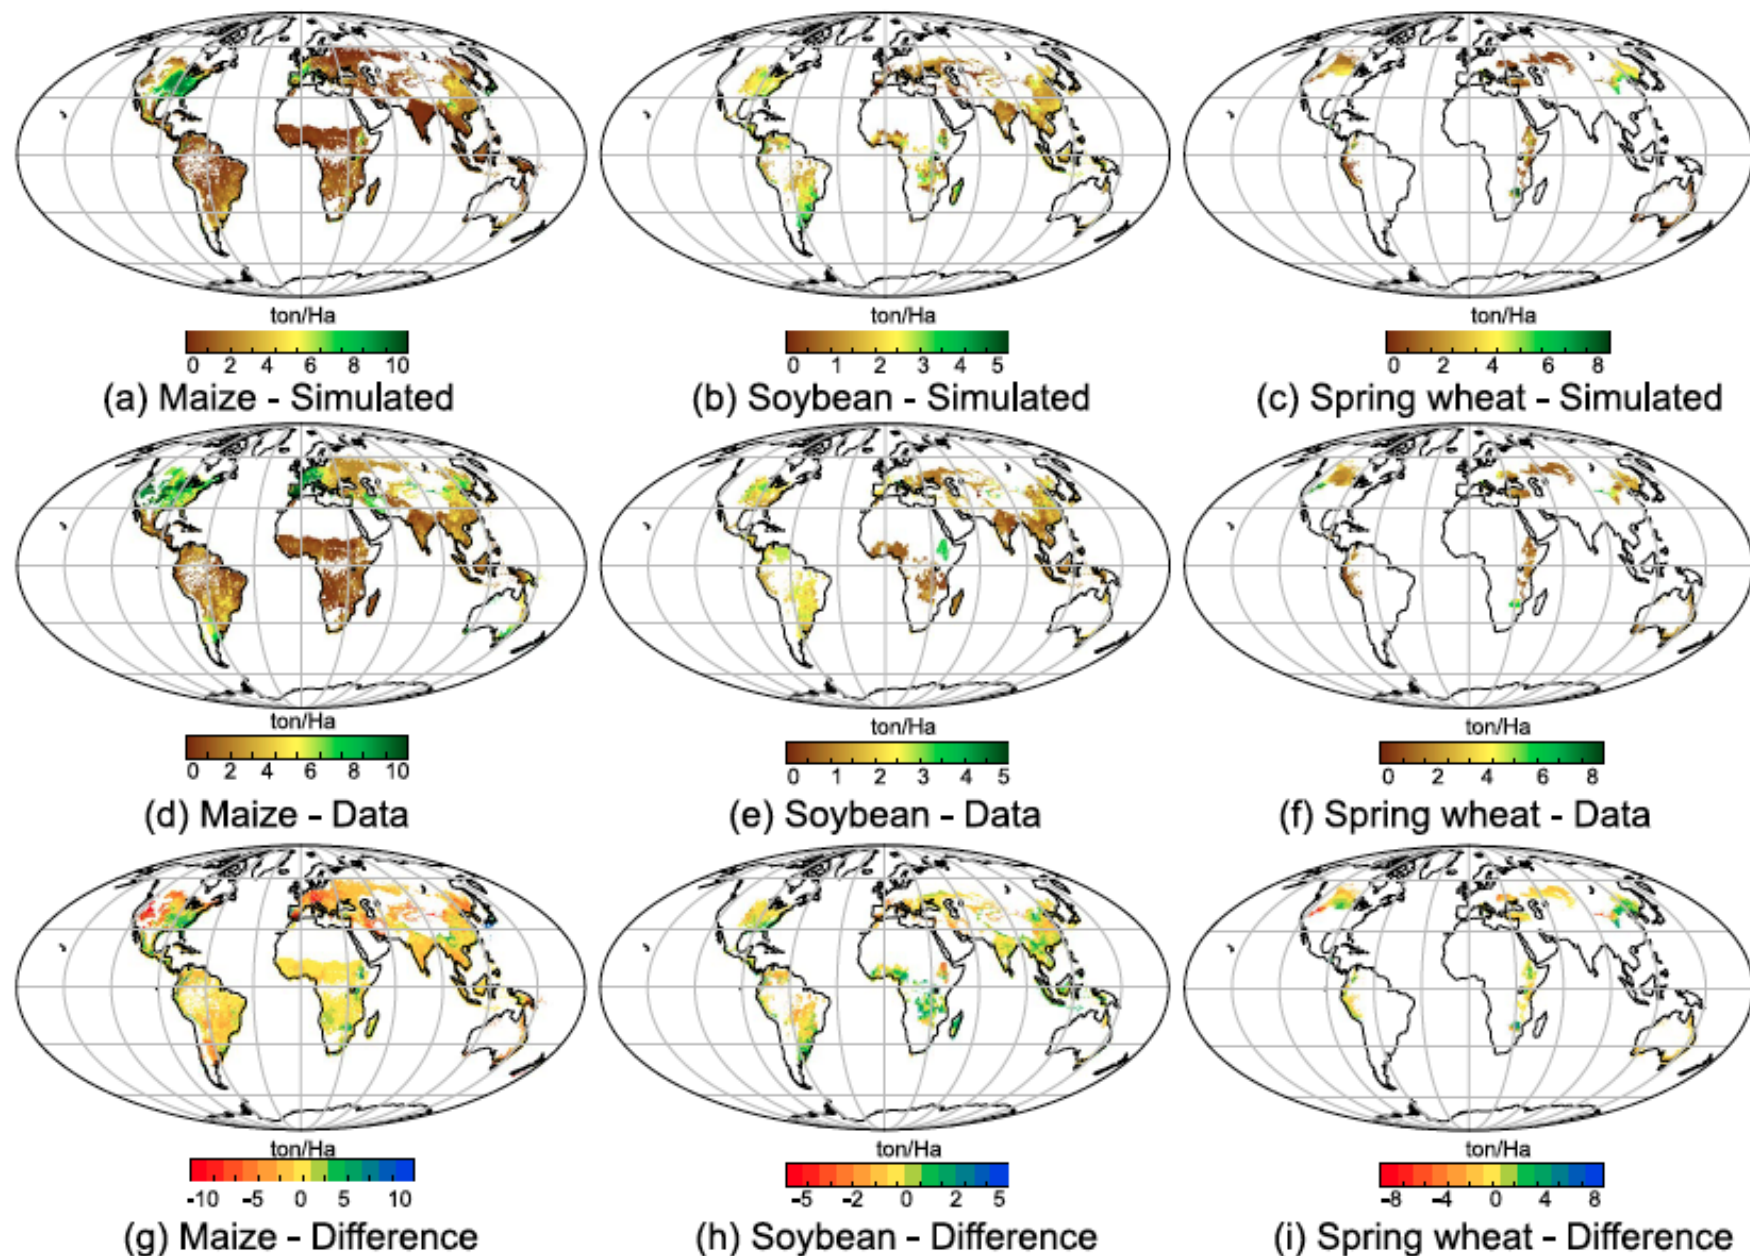 ton/Ha ton/Ha ton/Ha
0 2 4 6 8 10 0 1 2 3 4 5 0 2 4 6 8
(a) Maize - Simulated (b) Soybean - Simulated (c) Spring wheat - Simulated
ton/Ha ton/Ha ton/Ha
0 2 4 6 8 10 0 1 2 3 4 5 0 2 4 6 8
(d) Maize - Data (e) Soybean - Data (f) Spring wheat - Data
ton/Ha ton/Ha ton/Ha
-10 -5 0 5 10 -5 -2 0 2 5 -8 -4 0 4 8
(g) Maize - Difference (h) Soybean - Difference (i) Spring wheat - Difference